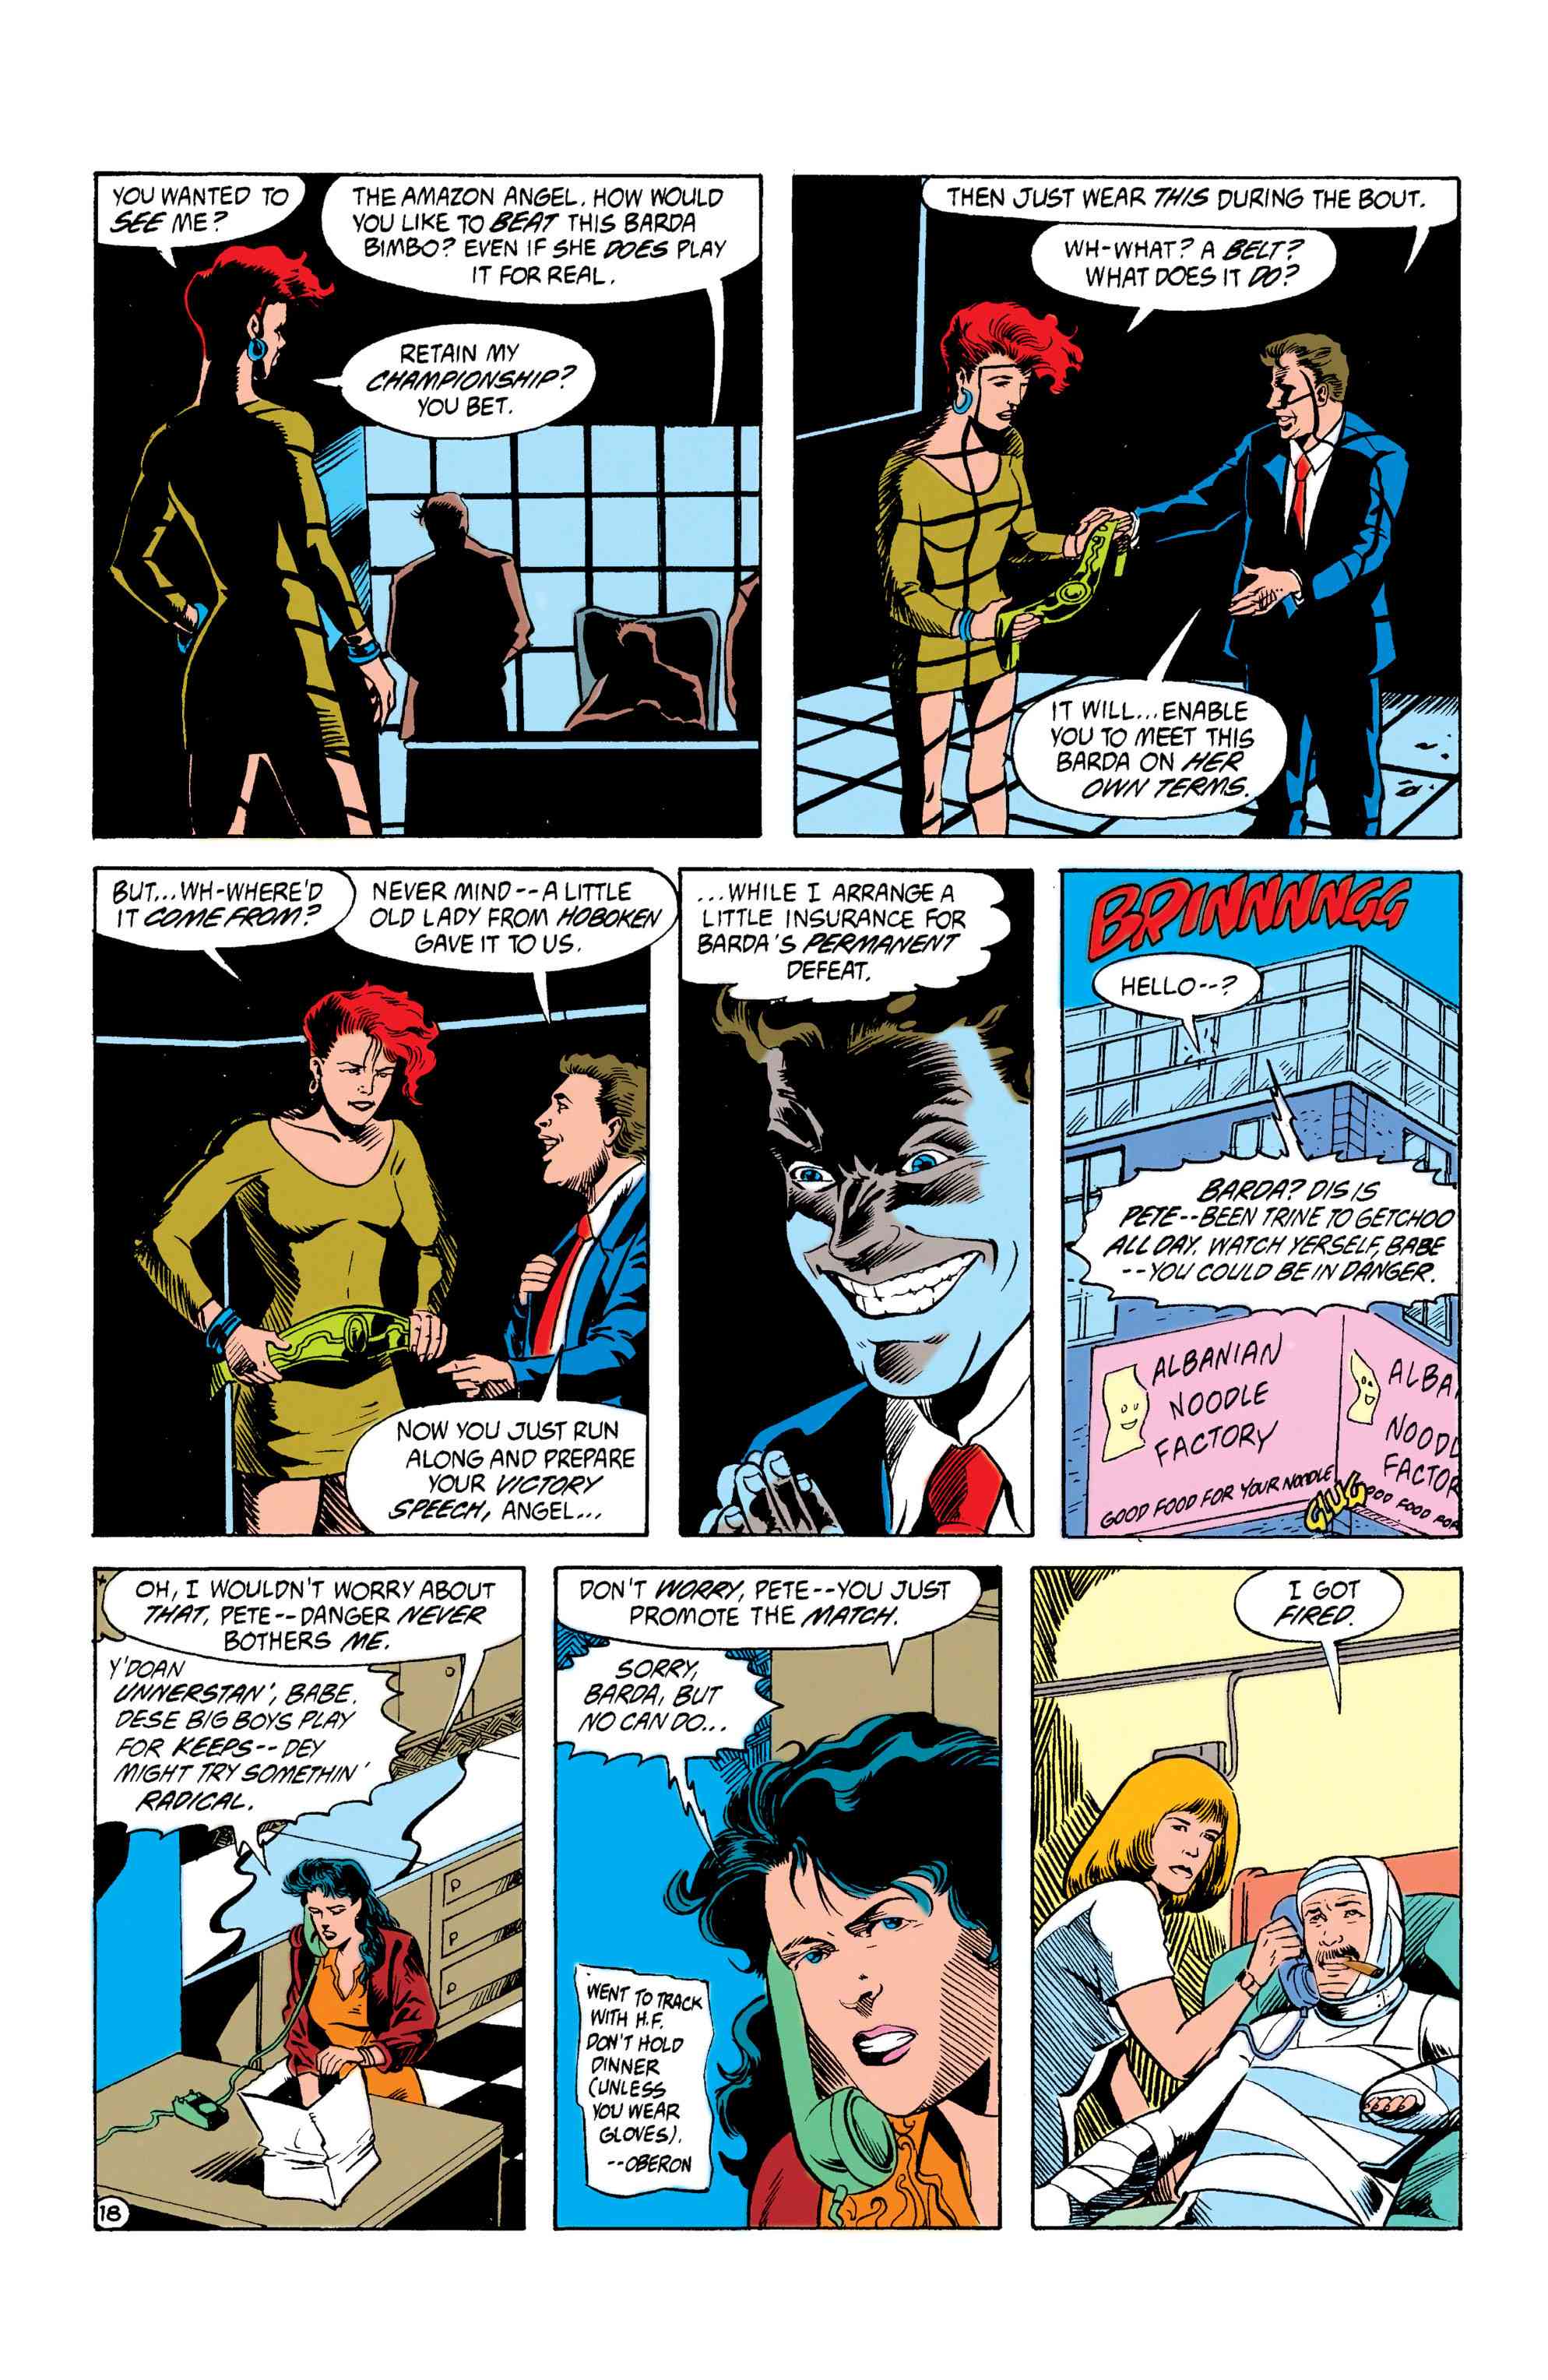 YOU WANTED TO
SEE ME?
THE AMAZON ANGEL. HOW WOULD
YOU LIKE TO BEAT THIS BARDA
BIMBO? EVEN IF SHE DOES PLAY
IT FOR REAL.
RETAIN MY
CHAMPIONSHIP?
YOU BET.
THEN JUST WEAR THIS DURING THE BOUT.
WH-WHAT? A BELT?
WHAT DOES IT DO?
IT WILL...ENABLE
YOU TO MEET THIS
BARDA ON HER
OWN TERMS.
BUT...WH-WHERE'D
IT COME FROM?
NEVER MIND--A LITTLE
OLD LADY FROM HOBOKEN
GAVE IT TO US.
NOW YOU JUST RUN
ALONG AND PREPARE
YOUR VICTORY
SPEECH, ANGEL...
...WHILE I ARRANGE A
LITTLE INSURANCE FOR
BARDA'S PERMANENT
DEFEAT.
BRINNNNGG
HELLO--?
BARDA? DIS IS
PETE--BEEN TRINE TO GETCHOO
ALL DAY. WATCH YERSELF, BABE
--YOU COULD BE IN DANGER.
ALBANIAN
NOODLE
FACTORY
GOOD FOOD FOR YOUR NOODLE
GLUG
ALBA
NOODL
FACTOR
OOD FOOD FOR
OH, I WOULDN'T WORRY ABOUT
THAT, PETE--DANGER NEVER
BOTHERS ME.
Y'DOAN
UNNERSTAN', BABE.
DESE BIG BOYS PLAY
FOR KEEPS--DEY
MIGHT TRY SOMETHIN'
RADICAL.
18
DON'T WORRY, PETE--YOU JUST
PROMOTE THE MATCH.
SORRY,
BARDA, BUT
NO CAN DO...
WENT TO TRACK
WITH H.F.
DON'T HOLD
DINNER
(UNLESS
YOU WEAR
GLOVES).
--OBERON
I GOT
FIRED.